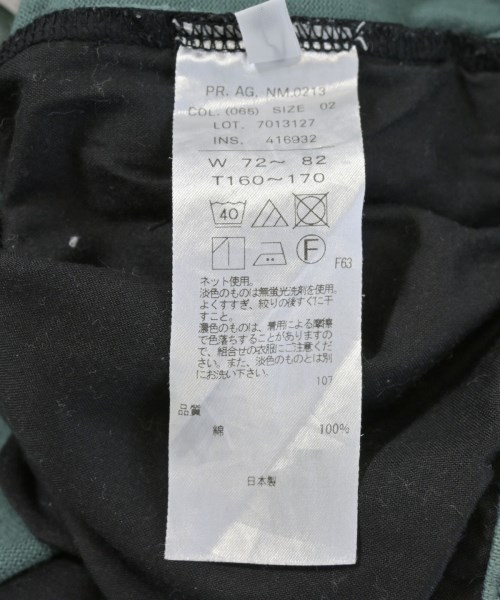 PR. AG. NM.0213
COL. (065) SIZE 02
LOT. 7013127
INS. 416932
W 72～ 82
T160～170
40
F
F63
ネット使用。
淡色のものは無蛍光洗剤を使用。
よくすすぎ、絞りの後すぐに干
すこと。
濃色のものは、着用による摩擦
で色落ちすることがありますの
で、組合せの衣服にご注意くださ
い。また、淡色のものとは別
にお洗い下さい。
107
品質
綿 100%
日本製